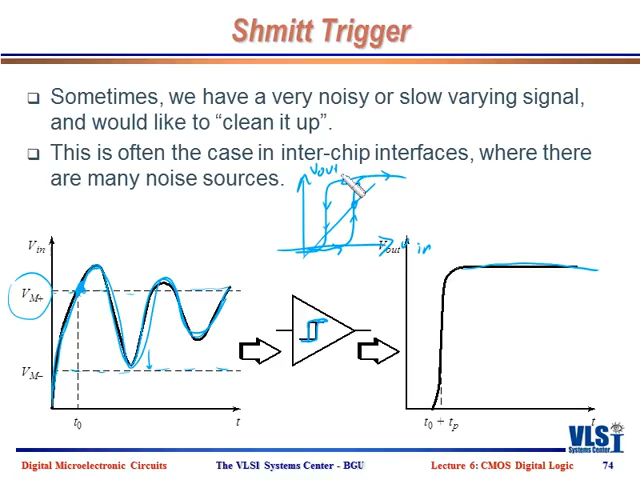 Shmitt Trigger
Sometimes, we have a very noisy or slow varying signal,
and would like to “clean it up”.
This is often the case in inter-chip interfaces, where there
are many noise sources.
Vout
Vin
Vin
Vout
VM+
VM–
t0
t
t0 + tp
t
VLSI
Systems Center
Digital Microelectronic Circuits
The VLSI Systems Center - BGU
Lecture 6: CMOS Digital Logic
74